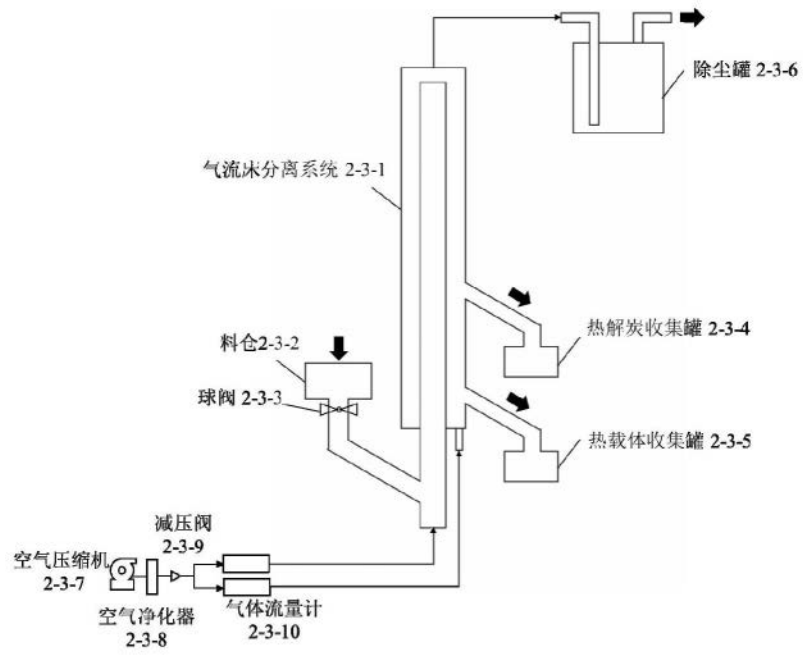 除尘罐 2-3-6
气流床分离系统 2-3-1
热解炭收集罐 2-3-4
料仓2-3-2
球阀 2-3-3
热载体收集罐 2-3-5
减压阀
2-3-9
空气压缩机
2-3-7
气体流量计
2-3-10
空气净化器
2-3-8